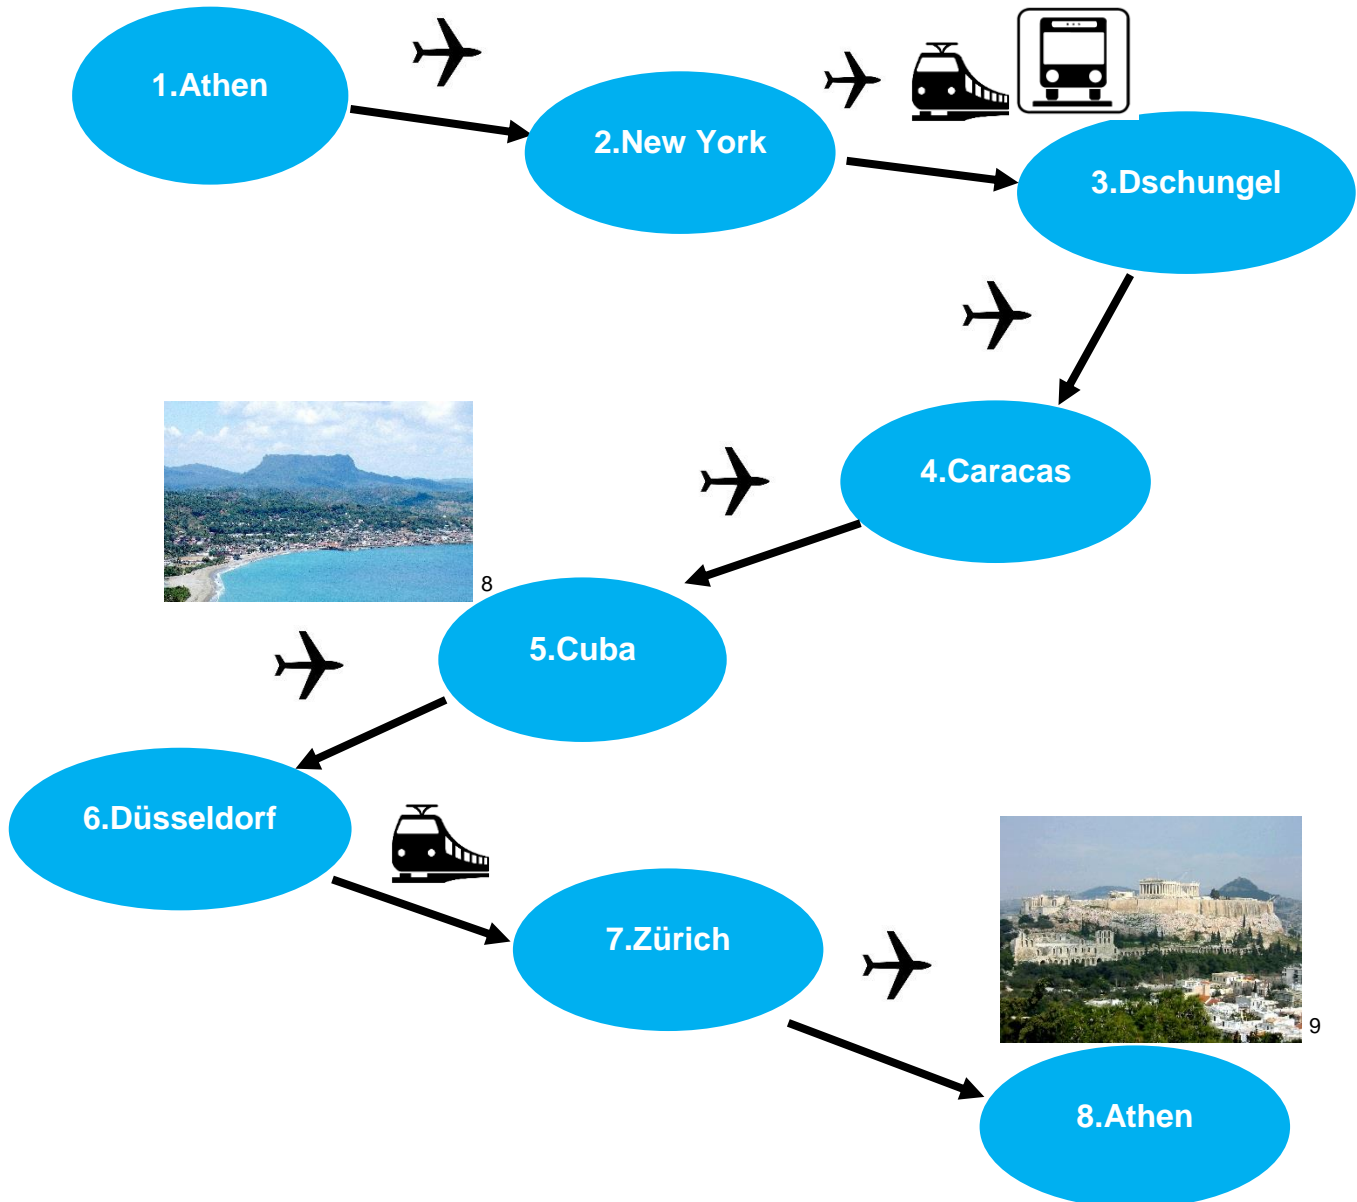 1.Athen
2.New York
3.Dschungel
4.Caracas
8
5.Cuba
6.Düsseldorf
7.Zürich
9
8.Athen